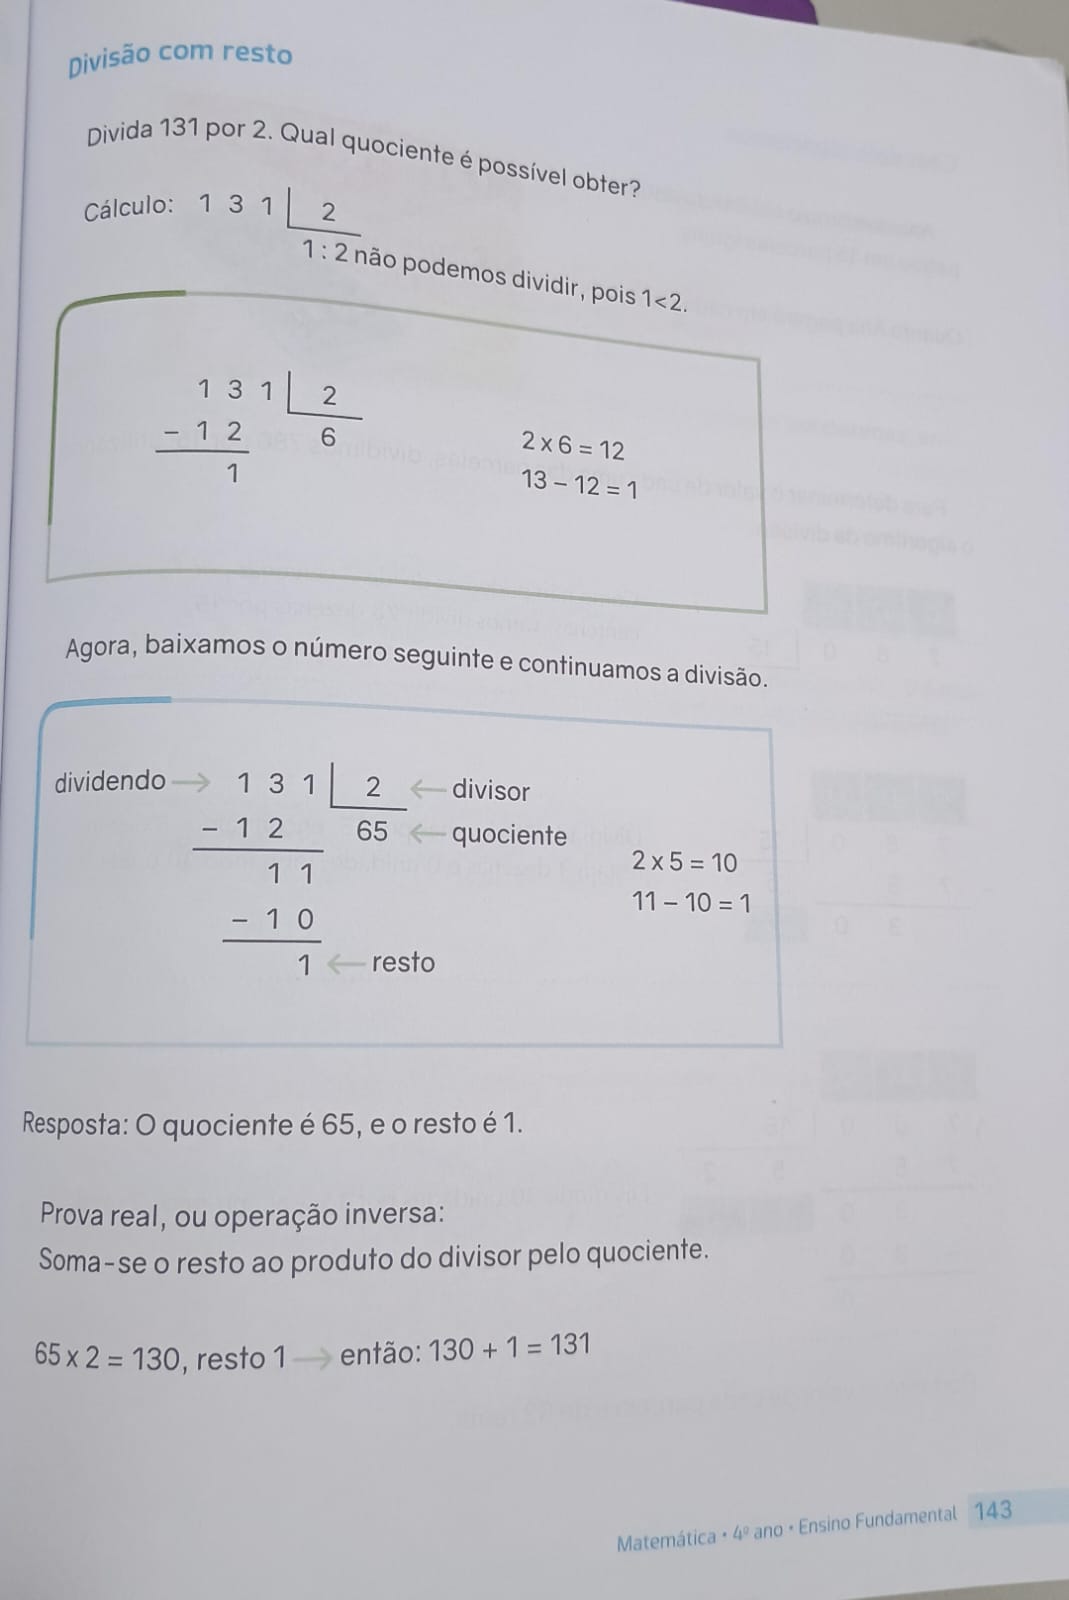 Divisão com resto
Divida 131 por 2. Qual quociente é possível obter?
Cálculo: 1 3 1 2
1 : 2 não podemos dividir, pois 1<2.
1 3 1 2
– 1 2 6
2 x 6 = 12
1
13 – 12 = 1
Agora, baixamos o número seguinte e continuamos a divisão.
dividendo → 1 3 1 2 ← divisor
– 1 2 65 ← quociente
2 x 5 = 10
1 1
11 – 10 = 1
– 1 0
1 ← resto
Resposta: O quociente é 65, e o resto é 1.
Prova real, ou operação inversa:
Soma-se o resto ao produto do divisor pelo quociente.
65 x 2 = 130, resto 1 → então: 130 + 1 = 131
Matemática • 4º ano • Ensino Fundamental 143